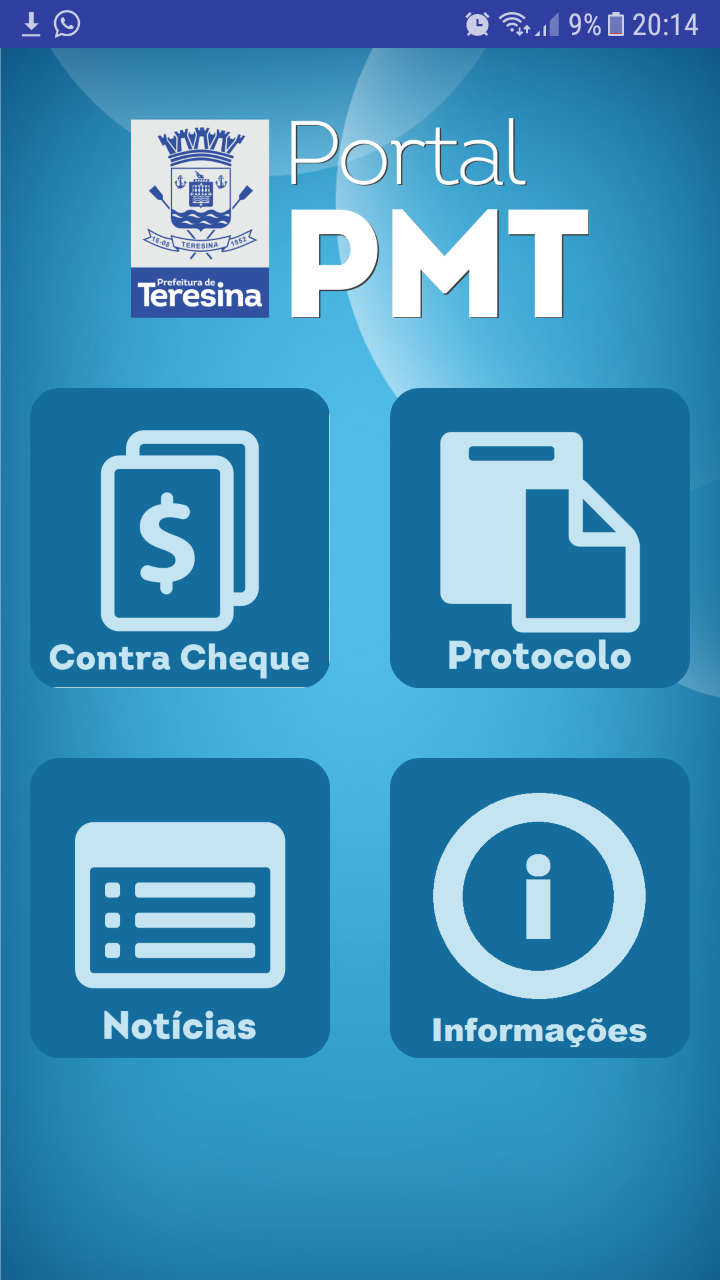 9% 20:14
Portal
PMT
16-08 TERESINA 1852
Prefeitura de
Teresina
$
Contra Cheque
Protocolo
Notícias
i
Informações